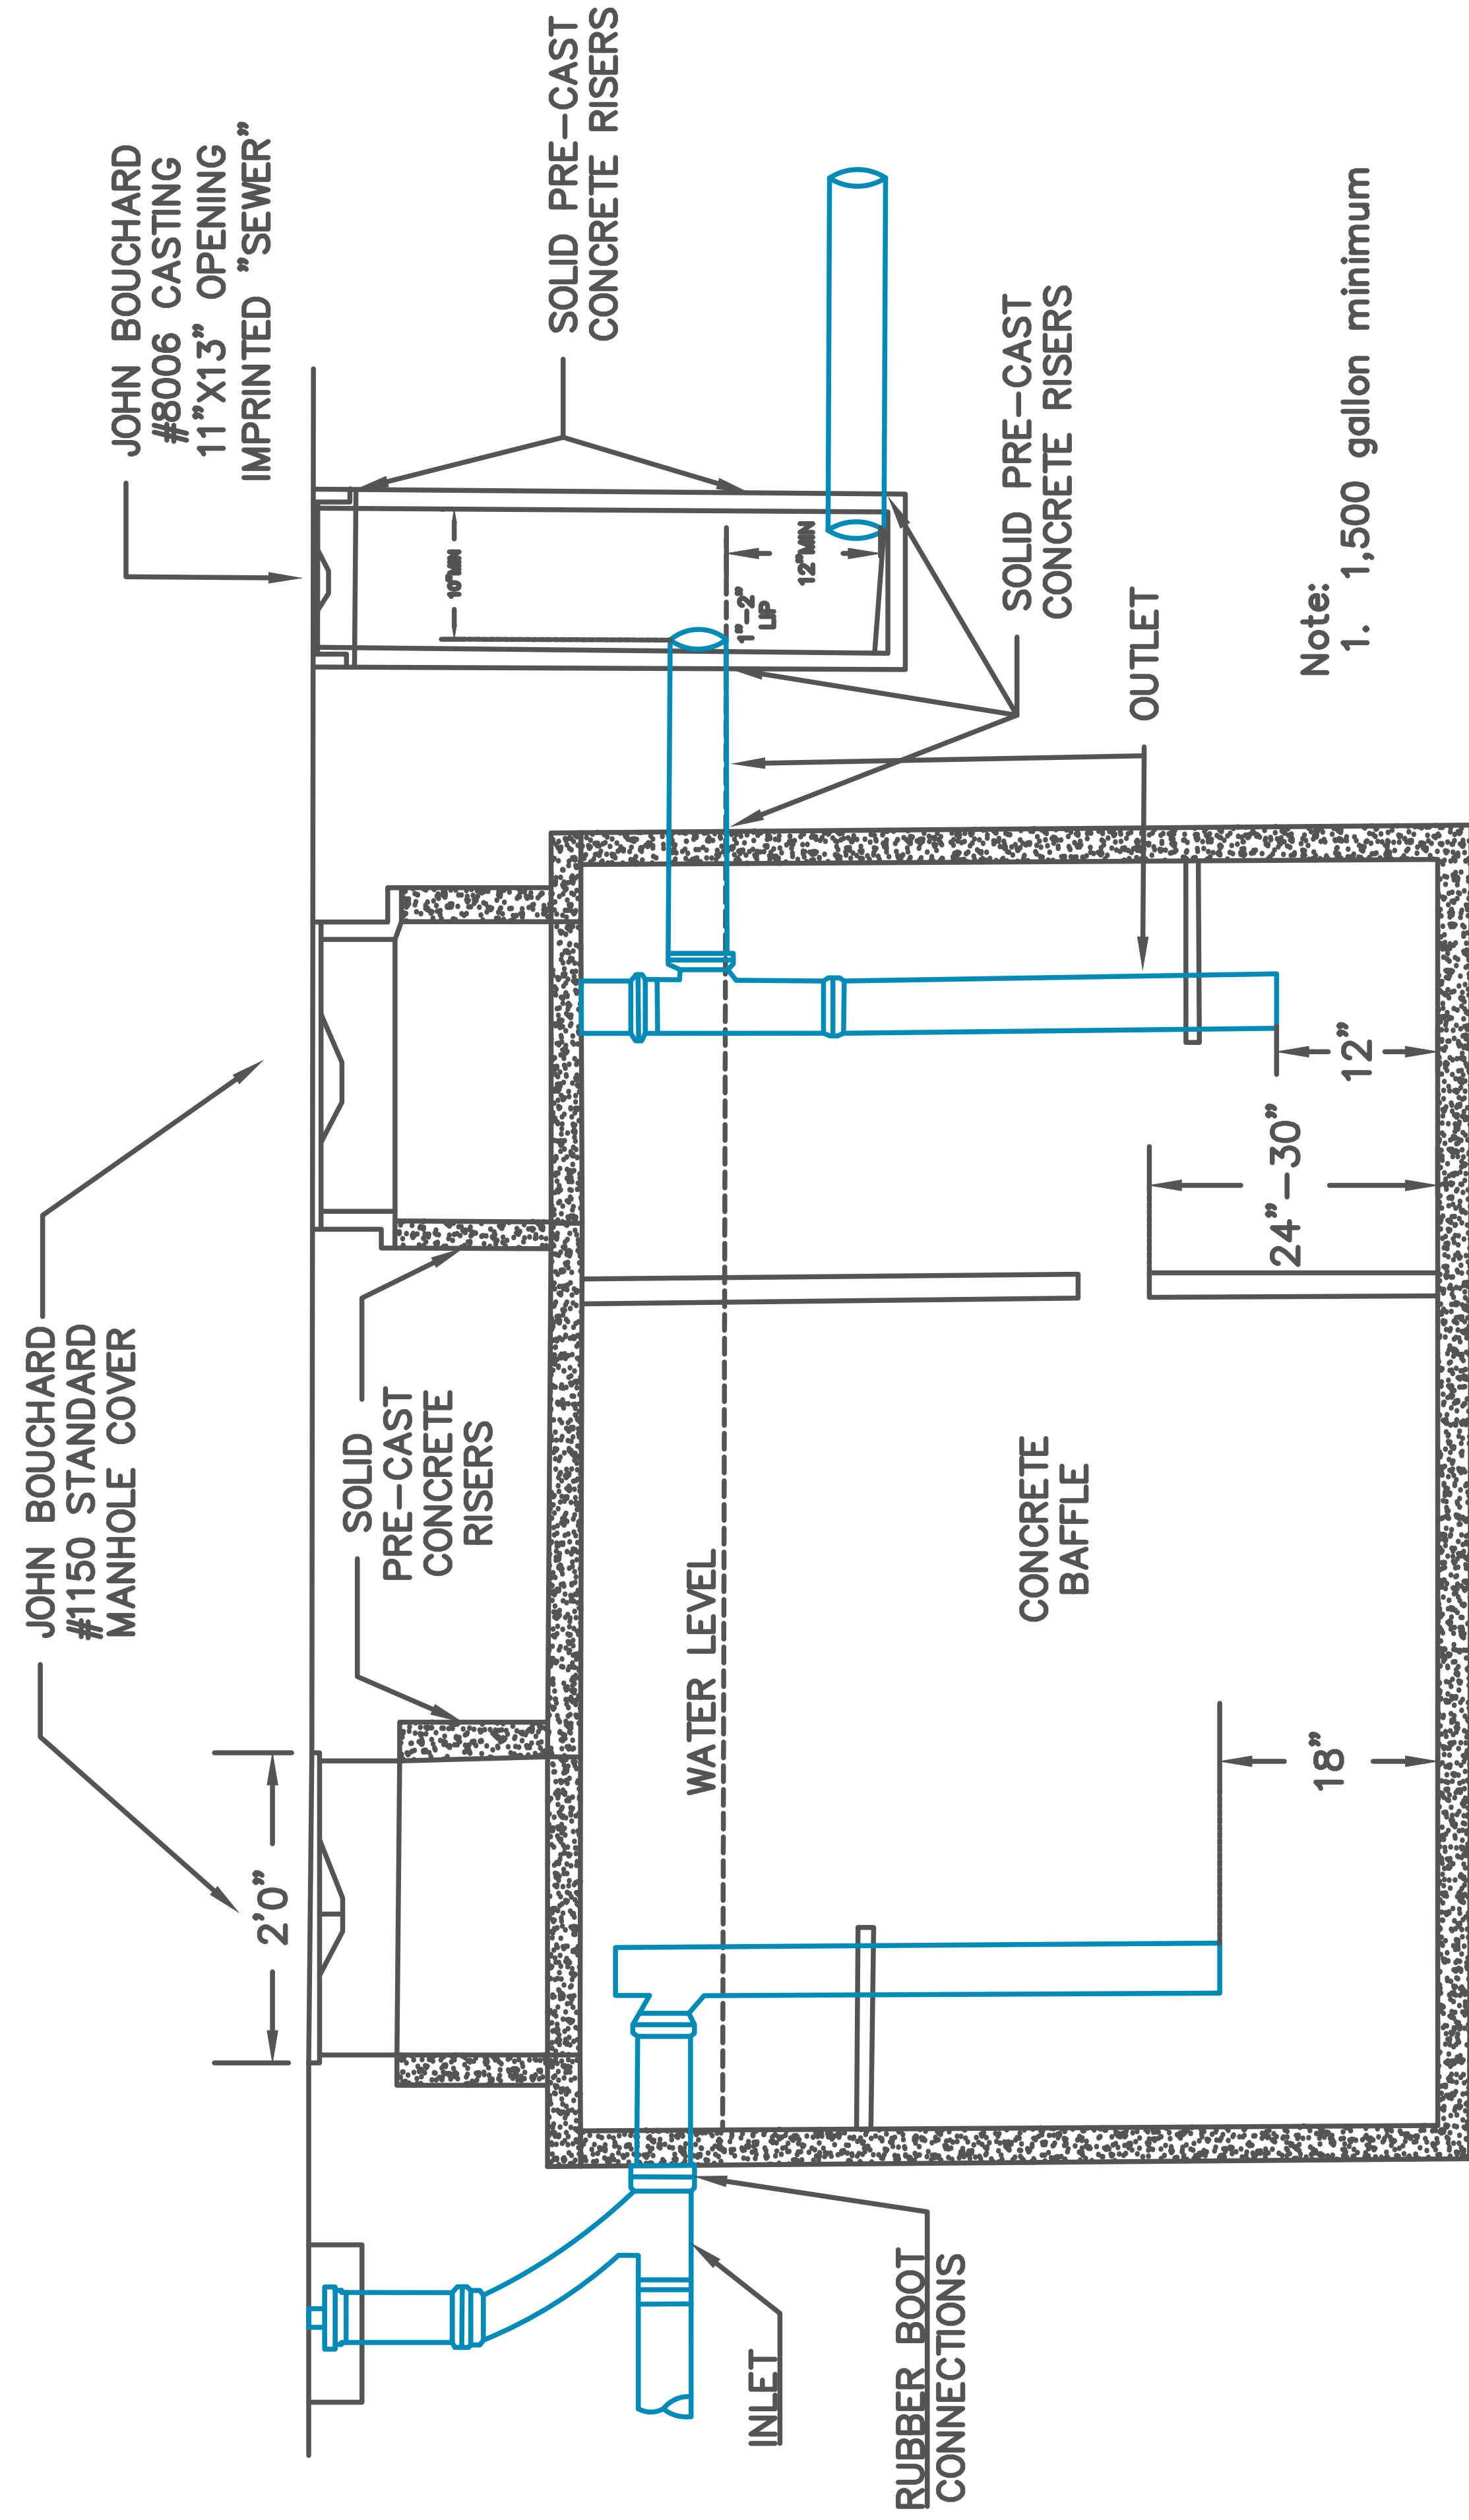 JOHN BOUCHARD
#1150 STANDARD
MANHOLE COVER
JOHN BOUCHARD
#8006 CASTING
11"X13" OPENING
IMPRINTED "SEWER"
2'0"
SOLID
PRE-CAST
CONCRETE
RISERS
10"MIN
SOLID PRE-CAST
CONCRETE RISERS
WATER LEVEL
1"-2"
LIP
12"MIN
INLET
RUBBER BOOT
CONNECTIONS
CONCRETE
BAFFLE
SOLID PRE-CAST
CONCRETE RISERS
OUTLET
18"
24"-30"
12"
Note:
1. 1,500 gallon minimum